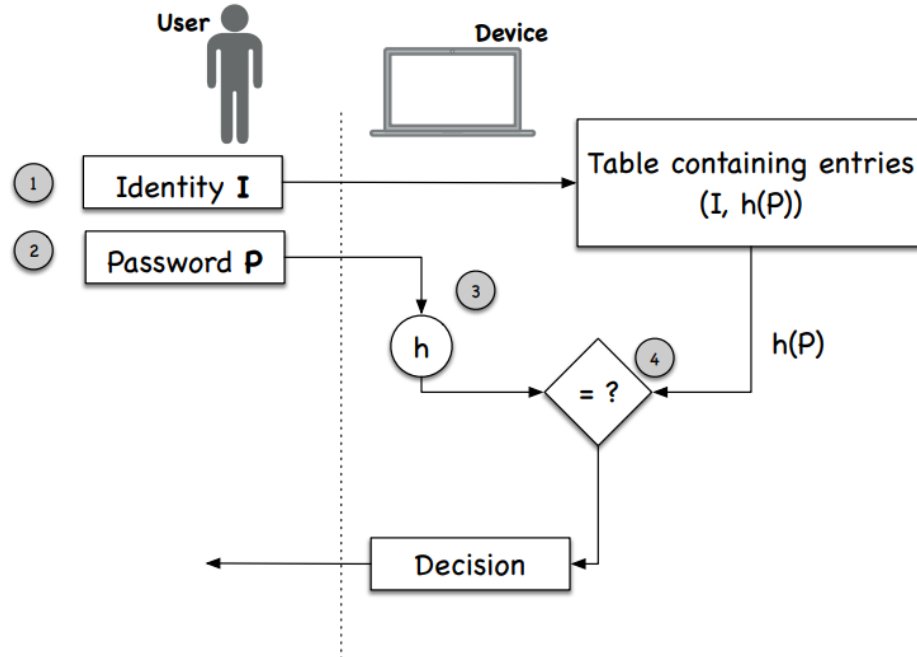 User
Device
1
Identity I
Table containing entries
(I, h(P))
2
Password P
3
h
4
= ?
h(P)
Decision